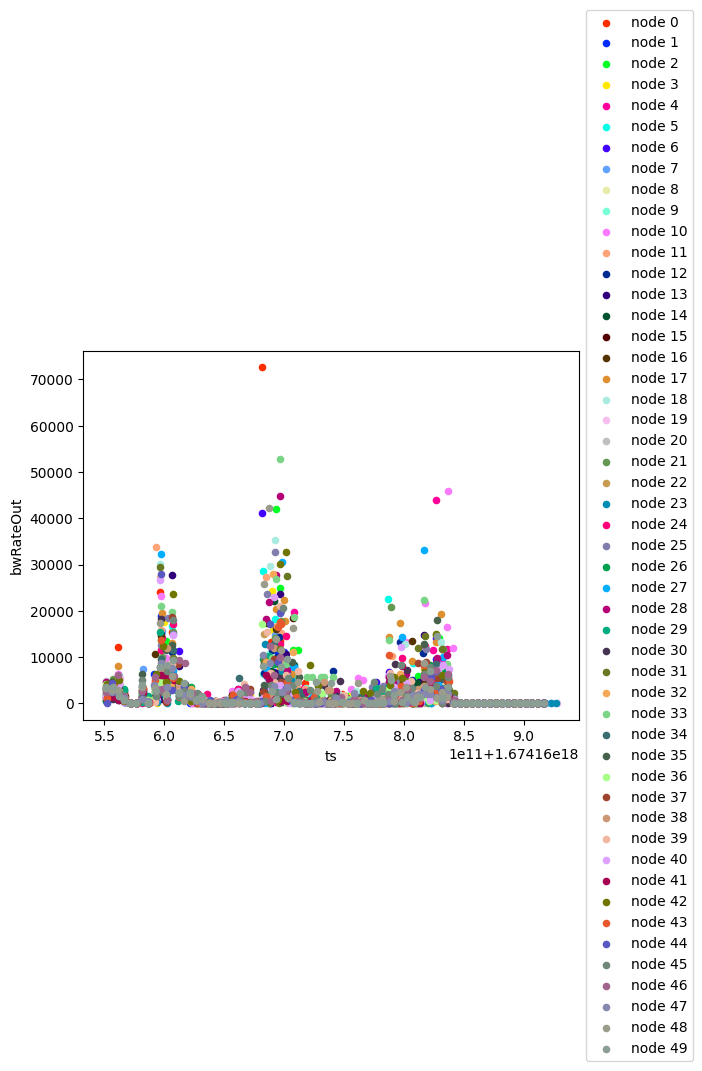 node 0
node 1
node 2
node 3
node 4
node 5
node 6
node 7
node 8
node 9
node 10
node 11
node 12
node 13
node 14
node 15
node 16
node 17
node 18
node 19
node 20
node 21
node 22
node 23
node 24
node 25
node 26
node 27
node 28
node 29
node 30
node 31
node 32
node 33
node 34
node 35
node 36
node 37
node 38
node 39
node 40
node 41
node 42
node 43
node 44
node 45
node 46
node 47
node 48
node 49
bwRateOut
70000
60000
50000
40000
30000
20000
10000
0
5.5 6.0 6.5 7.0 7.5 8.0 8.5 9.0
ts
1e11+1.67416e18